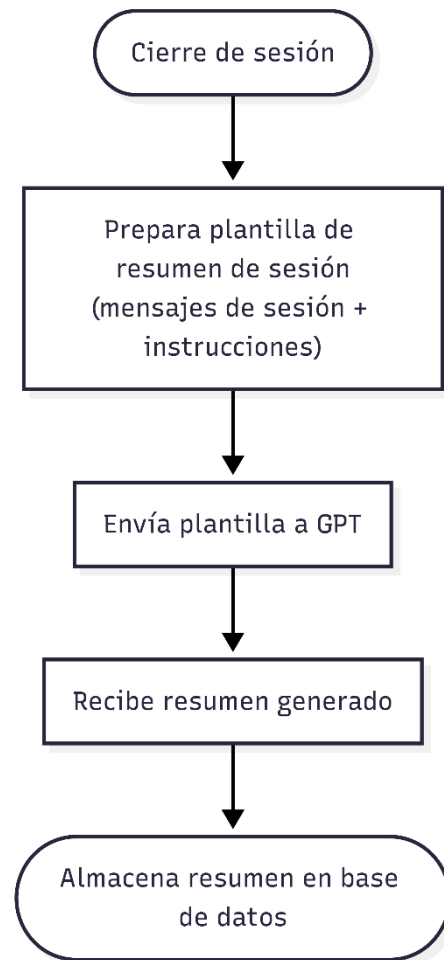 Cierre de sesión
Prepara plantilla de
resumen de sesión
(mensajes de sesión +
instrucciones)
Envía plantilla a GPT
Recibe resumen generado
Almacena resumen en base
de datos